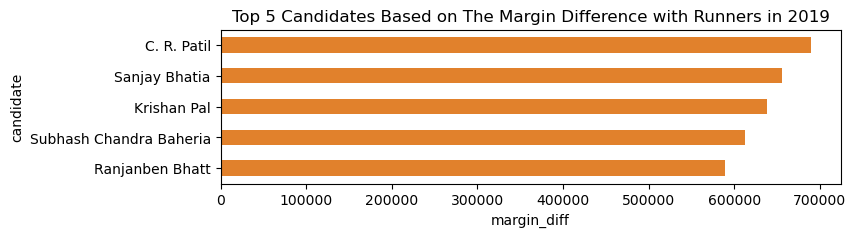 Top 5 Candidates Based on The Margin Difference with Runners in 2019
candidate
C. R. Patil
Sanjay Bhatia
Krishan Pal
Subhash Chandra Baheria
Ranjanben Bhatt
0 100000 200000 300000 400000 500000 600000 700000
margin_diff